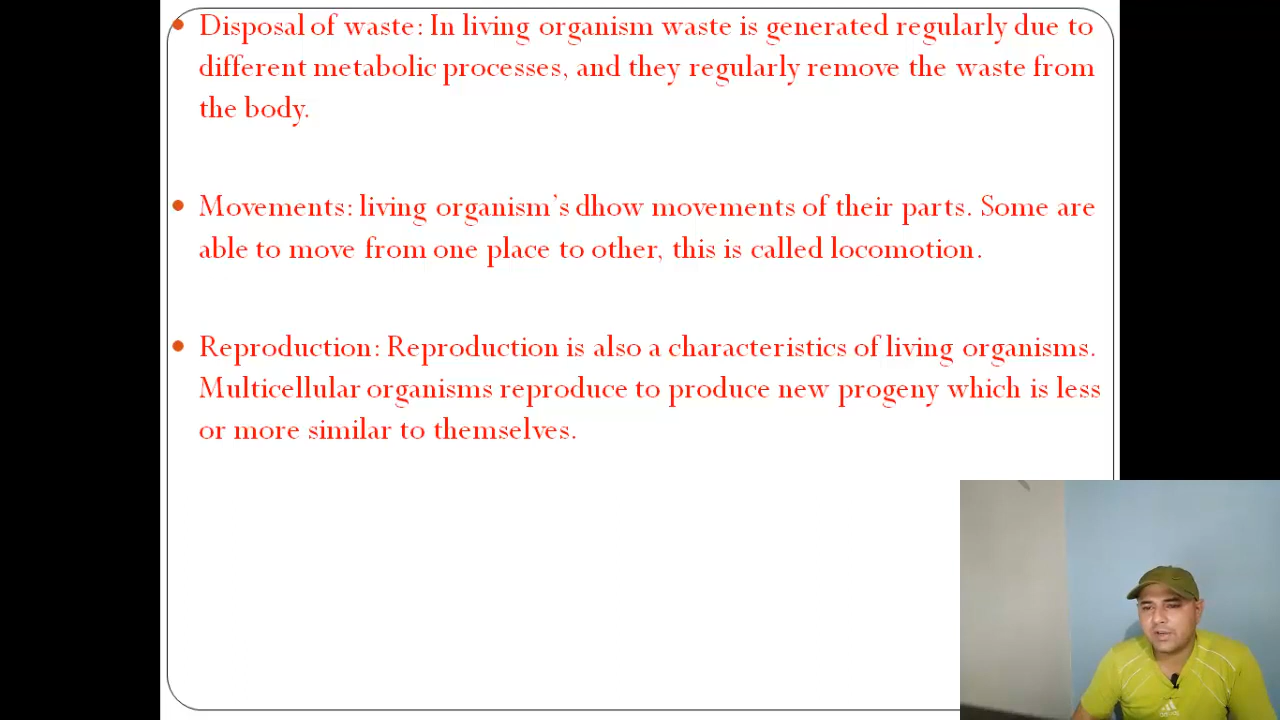 Disposal of waste: In living organism waste is generated regularly due to
different metabolic processes, and they regularly remove the waste from
the body.
Movements: living organism's dhow movements of their parts. Some are
able to move from one place to other, this is called locomotion.
Reproduction: Reproduction is also a characteristics of living organisms.
Multicellular organisms reproduce to produce new progeny which is less
or more similar to themselves.
adidas